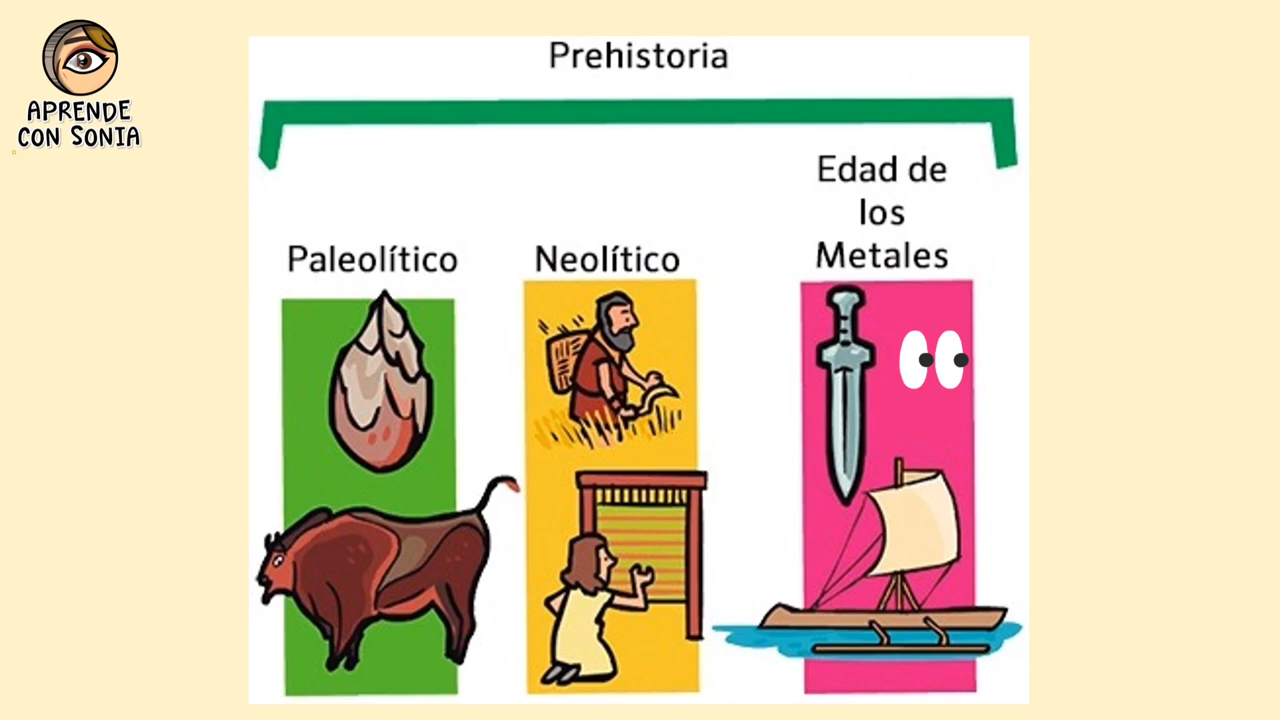 APRENDE
CON SONIA
Prehistoria
Paleolítico
Neolítico
Edad de
los
Metales